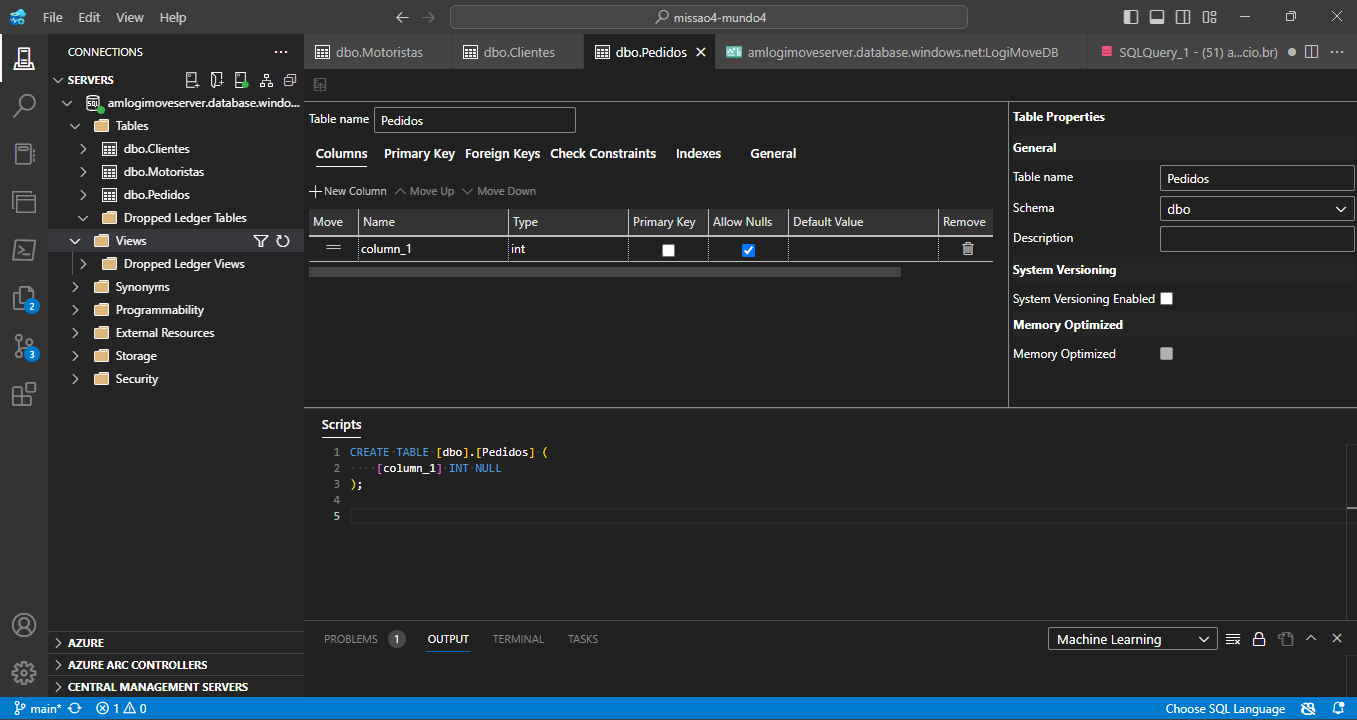 File Edit View Help
missao4-mundo4
CONNECTIONS
SERVERS
amlogimoveserver.database.windo...
Tables
dbo.Clientes
dbo.Motoristas
dbo.Pedidos
Dropped Ledger Tables
Views
Dropped Ledger Views
Synonyms
Programmability
External Resources
Storage
Security
2
3
AZURE
AZURE ARC CONTROLLERS
CENTRAL MANAGEMENT SERVERS
dbo.Motoristas dbo.Clientes dbo.Pedidos amlogimoveserver.database.windows.net:LogiMoveDB SQLQuery_1 - (51) a...cio.br)
Table name Pedidos
Columns Primary Key Foreign Keys Check Constraints Indexes General
New Column Move Up Move Down
Move Name Type Primary Key Allow Nulls Default Value Remove
column_1 int
Table Properties
General
Table name Pedidos
Schema dbo
Description
System Versioning
System Versioning Enabled
Memory Optimized
Memory Optimized
Scripts
1 CREATE TABLE [dbo].[Pedidos] (
2 [column_1] INT NULL
3 );
4
5
PROBLEMS 1 OUTPUT TERMINAL TASKS Machine Learning
main* 1 0 Choose SQL Language